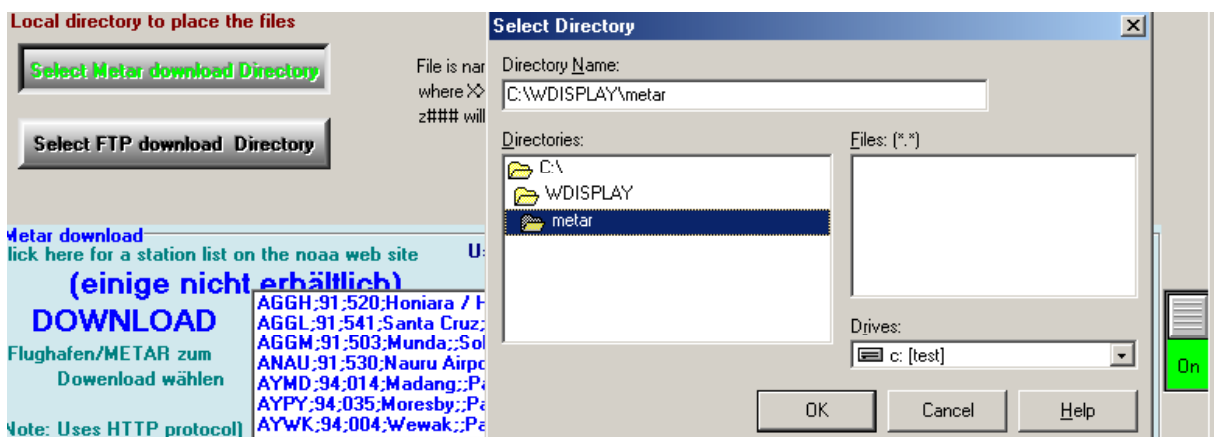 Local directory to place the files
Select Metar download Directory
Select FTP download Directory
File is nar
where
z### will
Metar download
lick here for a station list on the noaa web site
(einige nicht erhältlich)
DOWNLOAD
Flughafen/METAR zum
Dowenload wählen
Note: Uses HTTP protocol)
AGGH;91;520;Honiara / H
AGGL;91;541;Santa Cruz;
AGGM;91;503;Munda;;Sol
ANAU;91;530;Nauru Airpo
AYMD;94;014;Madang;;Pa
AYPY;94;035;Moresby;;Pa
AYWK;94;004;Wewak;;Pa
Select Directory
Directory Name:
C:\WDISPLAY\metar
Directories:
C:\
WDISPLAY
metar
Files: (*.*)
Drives:
c: [test]
OK
Cancel
Help
On